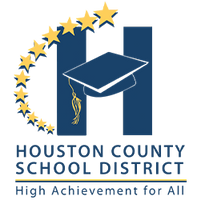 H
HOUSTON COUNTY
SCHOOL DISTRICT
High Achievement for All